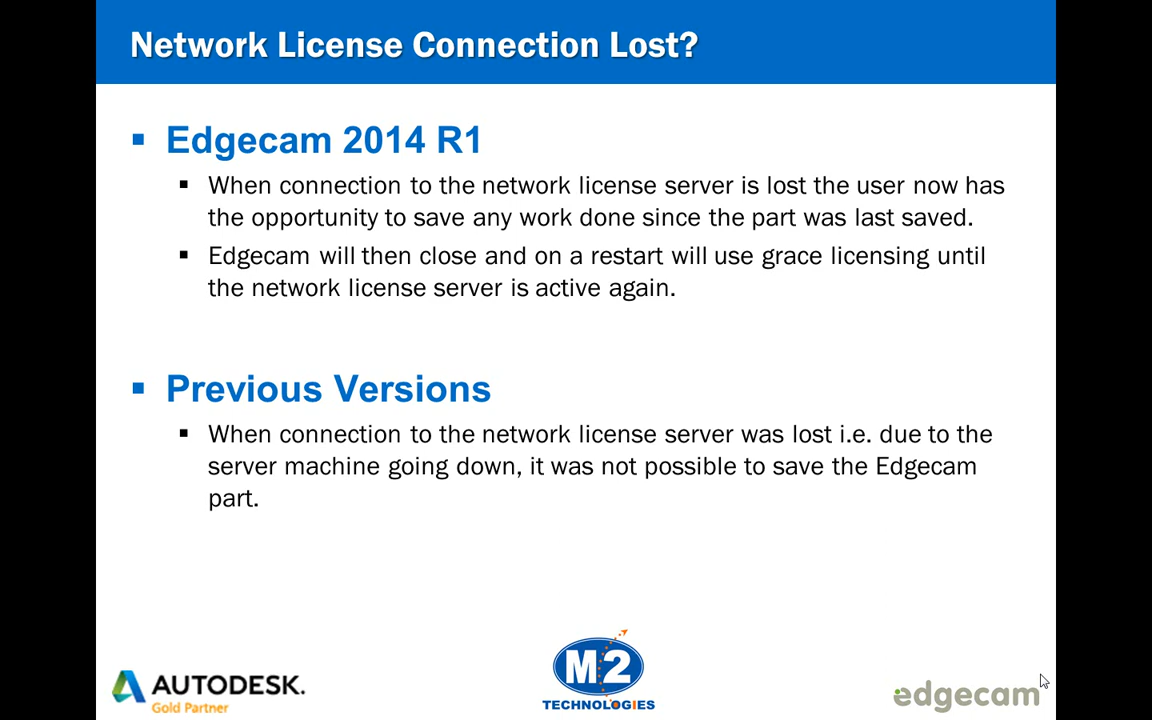 Network License Connection Lost?
Edgecam 2014 R1
When connection to the network license server is lost the user now has
the opportunity to save any work done since the part was last saved.
Edgecam will then close and on a restart will use grace licensing until
the network license server is active again.
Previous Versions
When connection to the network license server was lost i.e. due to the
server machine going down, it was not possible to save the Edgecam
part.
AUTODESK.
Gold Partner
M2
TECHNOLOGIES
edgecam